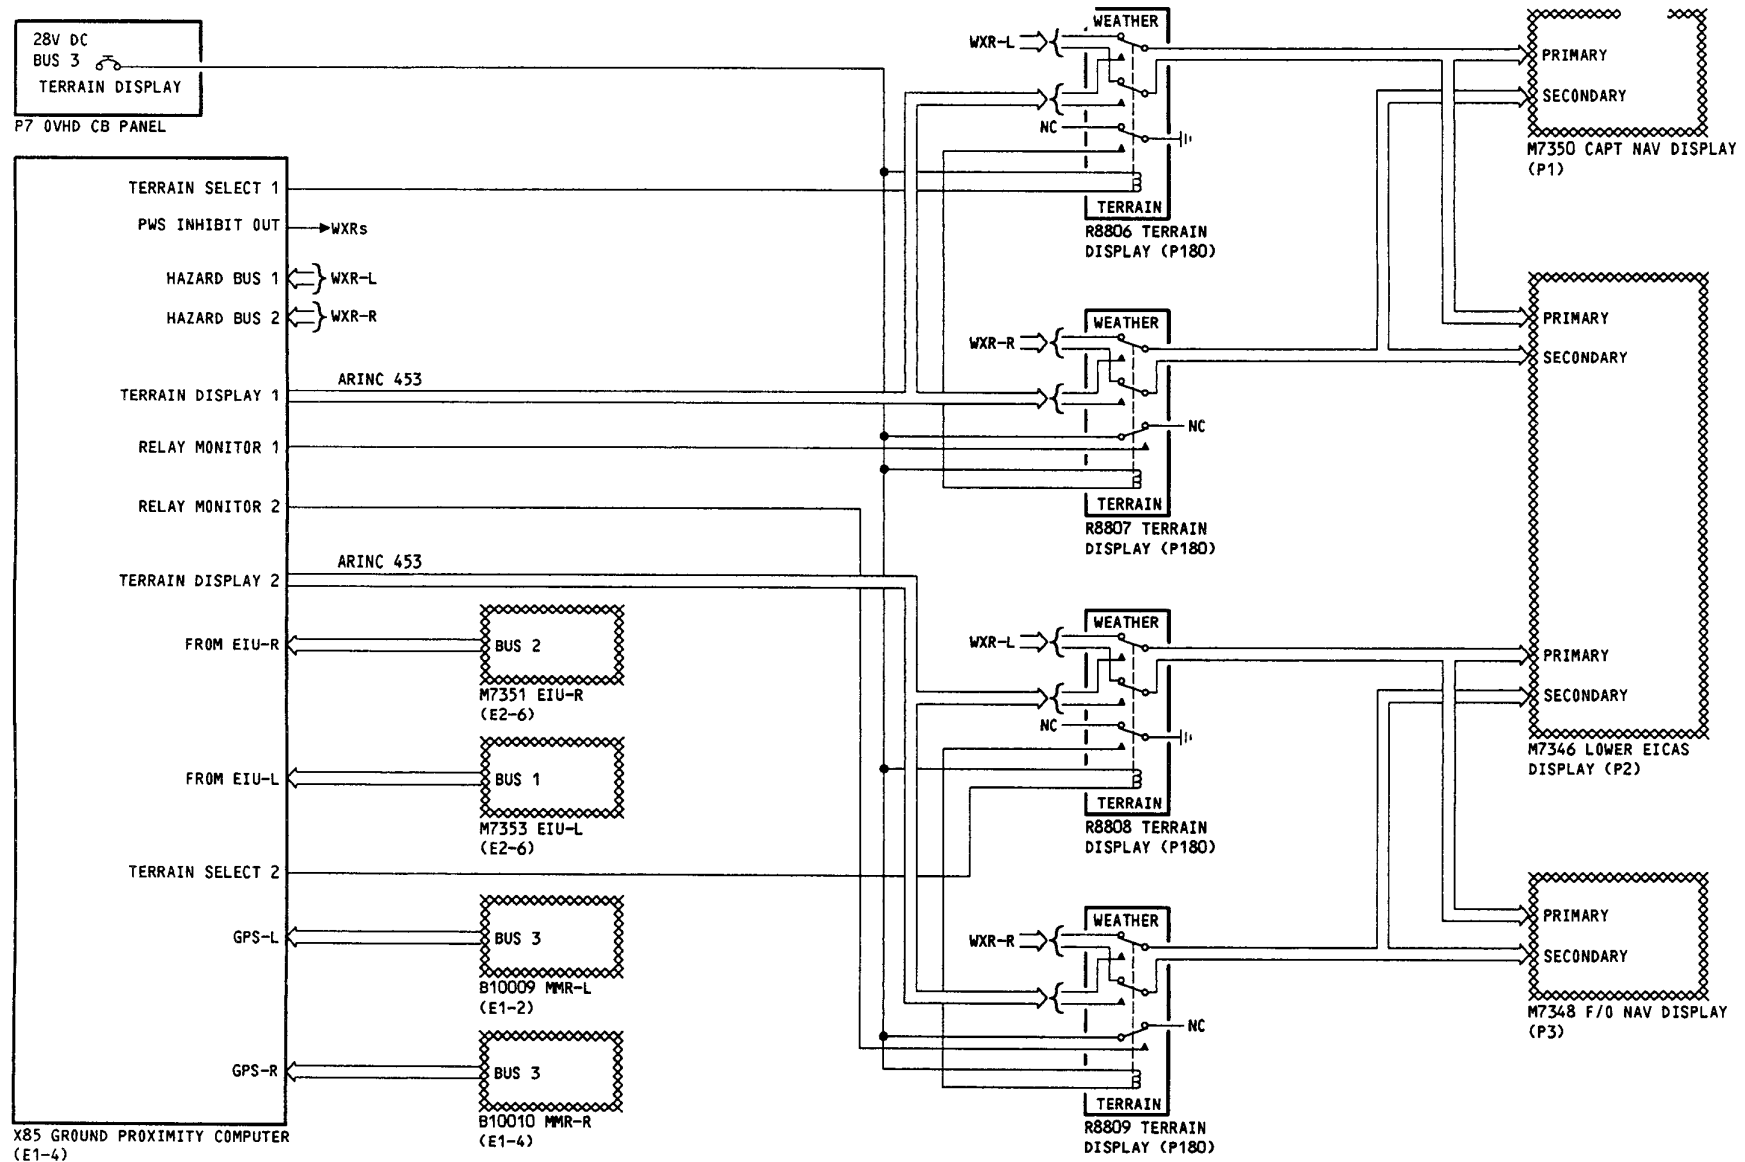 28V DC
BUS 3
TERRAIN DISPLAY
P7 OVHD CB PANEL
TERRAIN SELECT 1
PWS INHIBIT OUT
WXRs
HAZARD BUS 1
WXR-L
HAZARD BUS 2
WXR-R
ARINC 453
TERRAIN DISPLAY 1
RELAY MONITOR 1
RELAY MONITOR 2
ARINC 453
TERRAIN DISPLAY 2
FROM EIU-R
FROM EIU-L
TERRAIN SELECT 2
GPS-L
GPS-R
X85 GROUND PROXIMITY COMPUTER
(E1-4)
BUS 2
M7351 EIU-R
(E2-6)
BUS 1
M7353 EIU-L
(E2-6)
BUS 3
B10009 MMR-L
(E1-2)
BUS 3
B10010 MMR-R
(E1-4)
WEATHER
WXR-L
NC
TERRAIN
R8806 TERRAIN
DISPLAY (P180)
WEATHER
WXR-R
NC
TERRAIN
R8807 TERRAIN
DISPLAY (P180)
WEATHER
WXR-L
NC
TERRAIN
R8808 TERRAIN
DISPLAY (P180)
WEATHER
WXR-R
NC
TERRAIN
R8809 TERRAIN
DISPLAY (P180)
PRIMARY
SECONDARY
M7350 CAPT NAV DISPLAY
(P1)
PRIMARY
SECONDARY
PRIMARY
SECONDARY
M7346 LOWER EICAS
DISPLAY (P2)
PRIMARY
SECONDARY
M7348 F/O NAV DISPLAY
(P3)